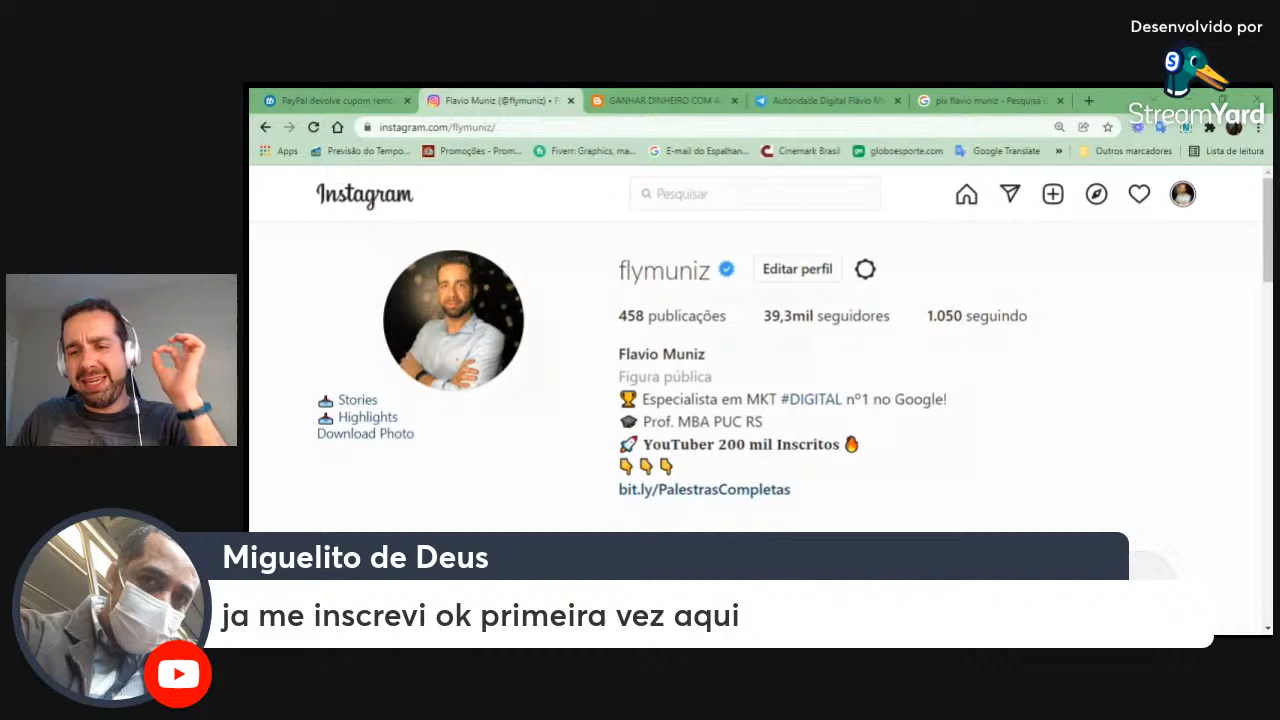 Desenvolvido por
StreamYard
PayPal devolve cupom remo
Flavio Muniz (@flymuniz) •
GANHAR DINHEIRO COM A
Autoridade Digital Flávio M
pix flavio muniz - Pesquisa G
instagram.com/flymuniz/
Apps
Previsão do Tempo...
Promoções - Prom...
Fiverr: Graphics, ma...
E-mail do Espalhan...
Cinemark Brasil
globoesporte.com
Google Translate
»
Outros marcadores
Lista de leitura
Instagram
Pesquisar
flymuniz
Editar perfil
458 publicações
39,3mil seguidores
1.050 seguindo
Flavio Muniz
Figura pública
🏆 Especialista em MKT #DIGITAL nº1 no Google!
🎓 Prof. MBA PUC RS
🚀 YouTuber 200 mil Inscritos 🔥
👇👇👇
bit.ly/PalestrasCompletas
Stories
Highlights
Download Photo
Miguelito de Deus
ja me inscrevi ok primeira vez aqui